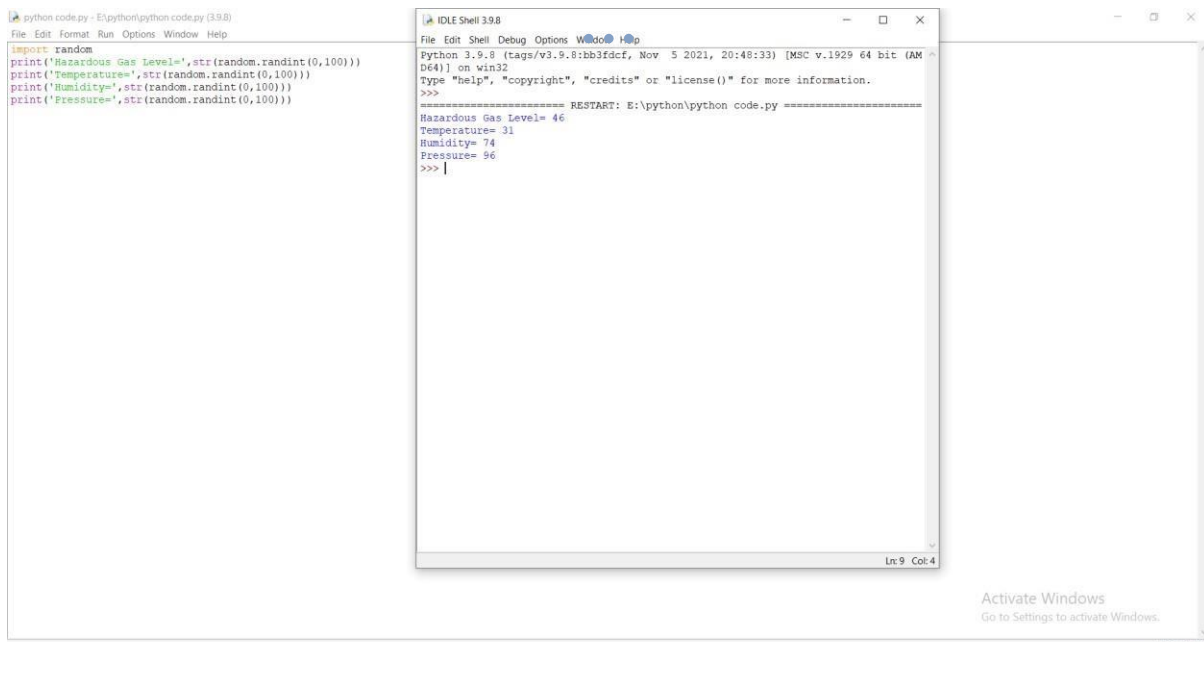 python code.py - E:\python\python code.py (3.9.8)
File Edit Format Run Options Window Help
import random
print('Hazardous Gas Level=',str(random.randint(0,100)))
print('Temperature=',str(random.randint(0,100)))
print('Humidity=',str(random.randint(0,100)))
print('Pressure=',str(random.randint(0,100)))
IDLE Shell 3.9.8
File Edit Shell Debug Options
Python 3.9.8 (tags/v3.9.8:bb3fdcf, Nov  5 2021, 20:48:33) [MSC v.1929 64 bit (AM
D64)] on win32
Type "help", "copyright", "credits" or "license()" for more information.
>>>
====================== RESTART: E:\python\python code.py =====================
Hazardous Gas Level= 46
Temperature= 31
Humidity= 74
Pressure= 96
>>>
Ln: 9 Col: 4
Activate Windows
Go to Settings to activate Windows.